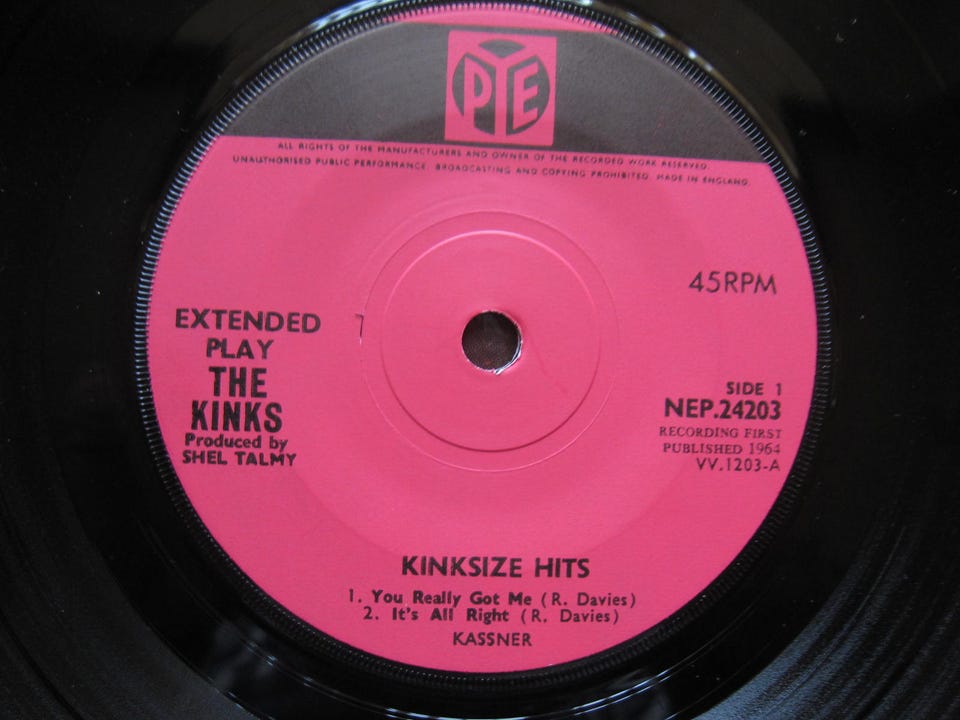 PYE
ALL RIGHTS OF THE MANUFACTURERS AND OWNER OF THE RECORDED WORK RESERVED.
UNAUTHORISED PUBLIC PERFORMANCE, BROADCASTING AND COPYING PROHIBITED. MADE IN ENGLAND.
45RPM
EXTENDED
PLAY
THE
KINKS
Produced by
SHEL TALMY
SIDE 1
NEP.24203
RECORDING FIRST
PUBLISHED 1964
VV.1203-A
KINKSIZE HITS
1. You Really Got Me (R. Davies)
2. It's All Right (R. Davies)
KASSNER